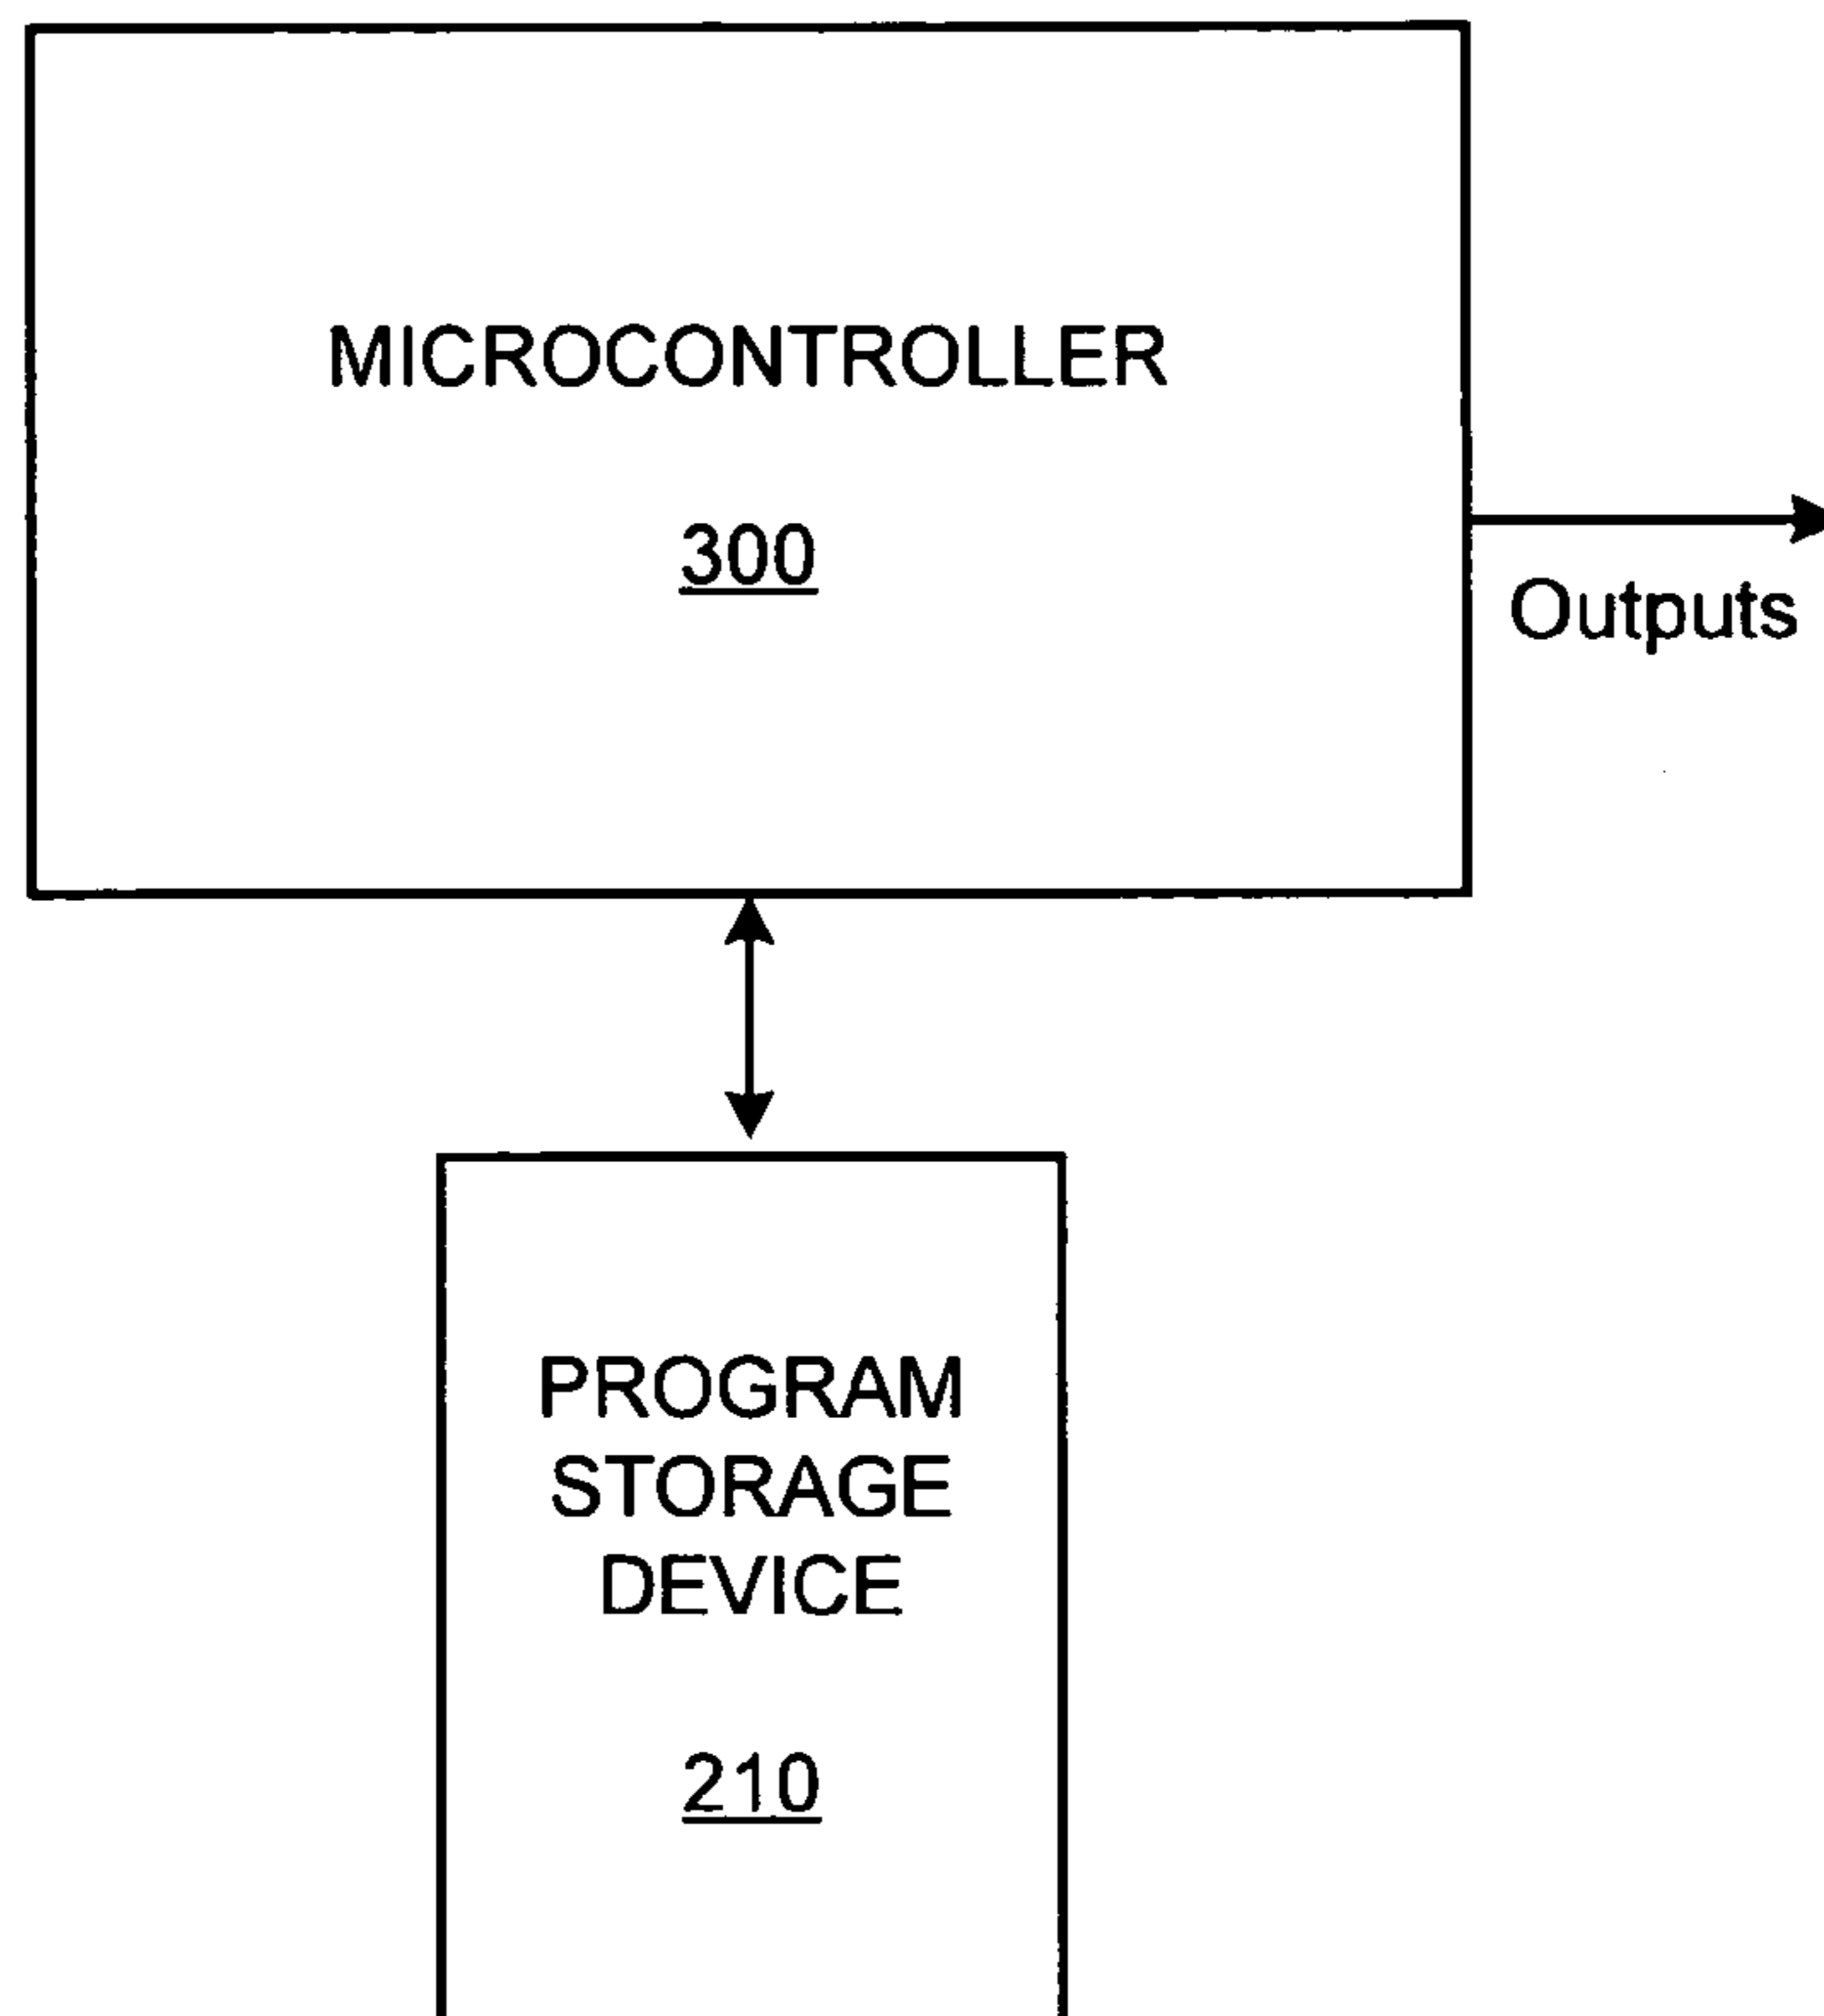 MICROCONTROLLER
300
Outputs
PROGRAM
STORAGE
DEVICE
210